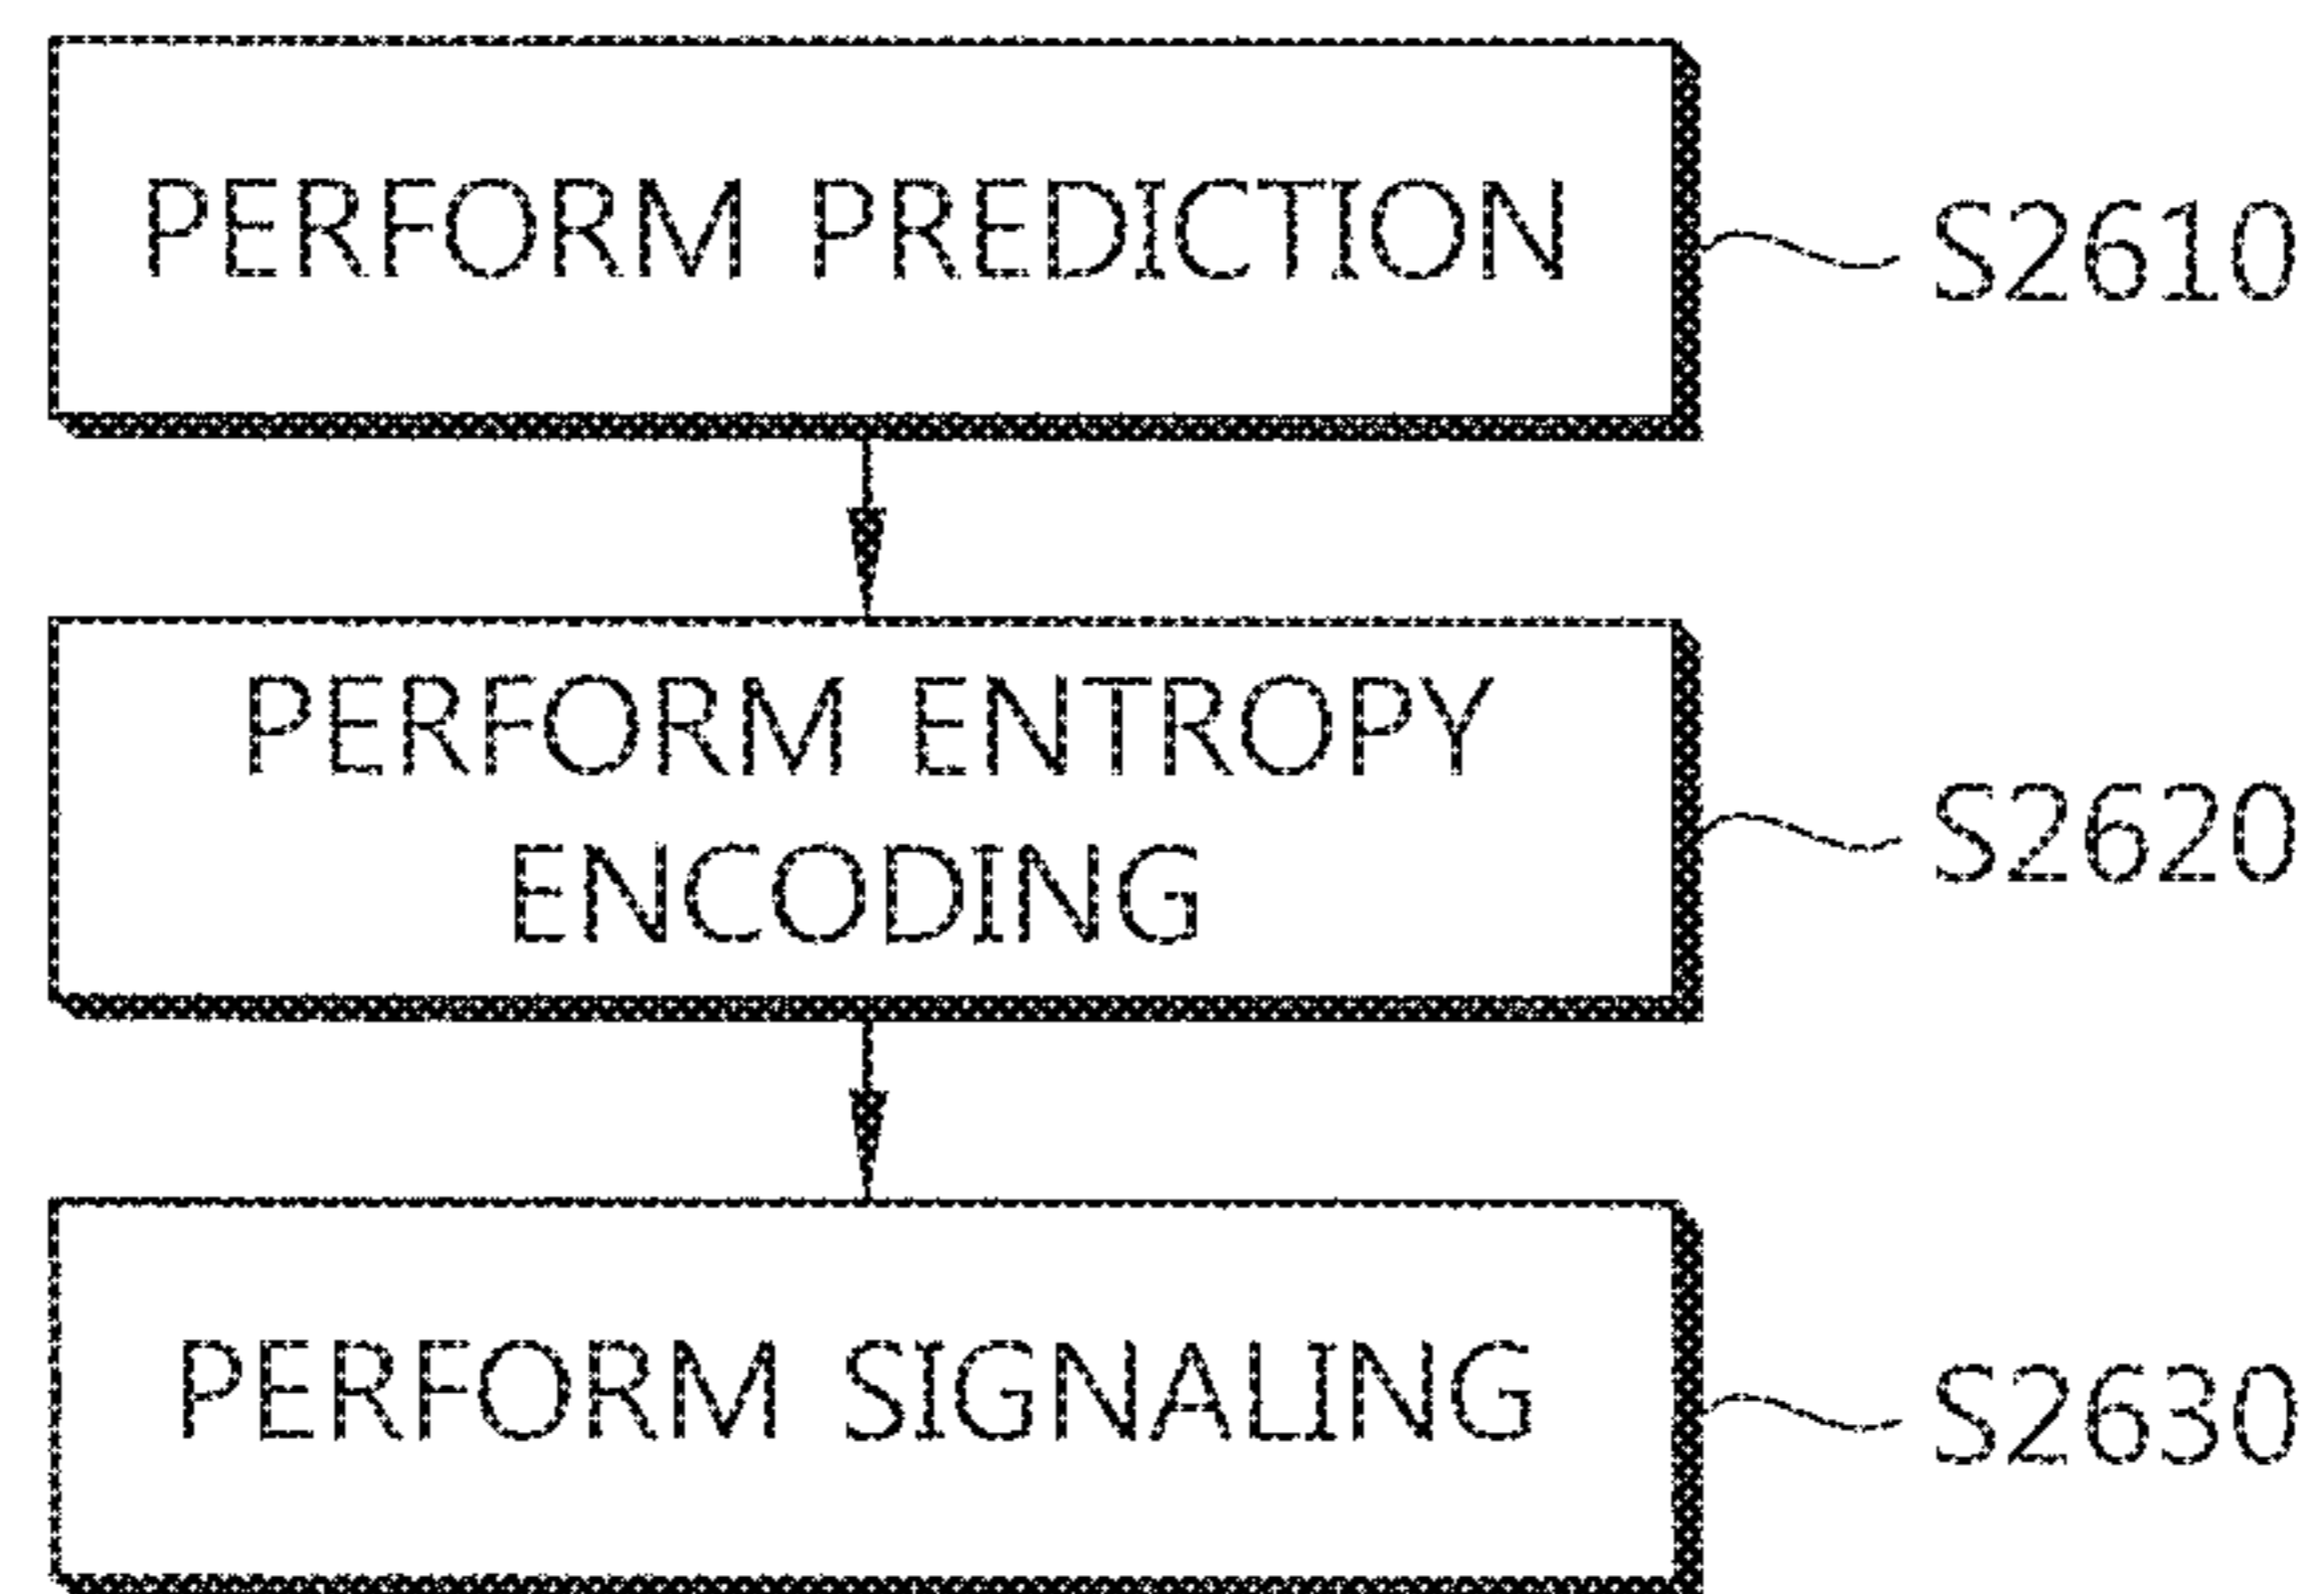 PERFORM PREDICTION
S2610
PERFORM ENTROPY
ENCODING
S2620
PERFORM SIGNALING
S2630